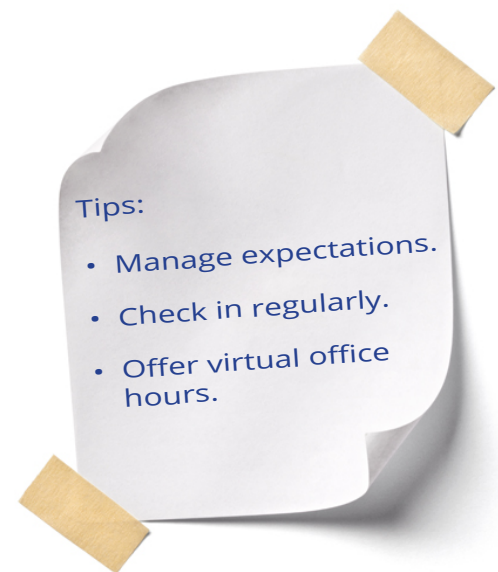 Tips:
• Manage expectations.
• Check in regularly.
• Offer virtual office
hours.